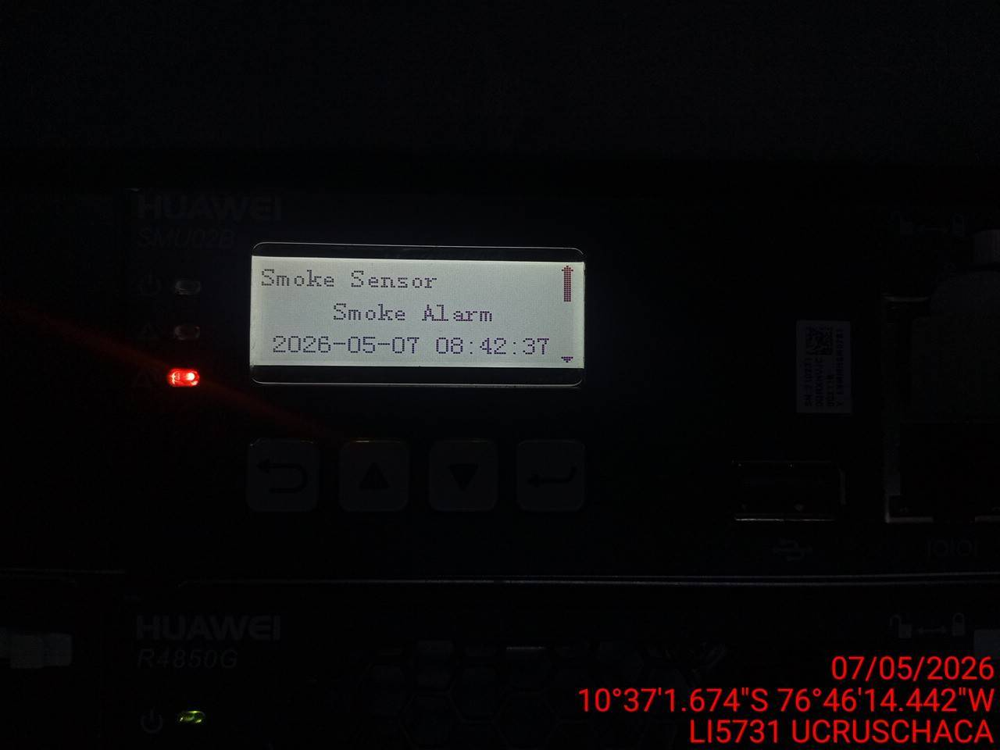 HUAWEI
SMU02B
Smoke Sensor
Smoke Alarm
2026-05-07 08:42:37
HUAWEI
R4850G
07/05/2026
10°37'1.674"S 76°46'14.442"W
LI5731 UCRUSCHACA